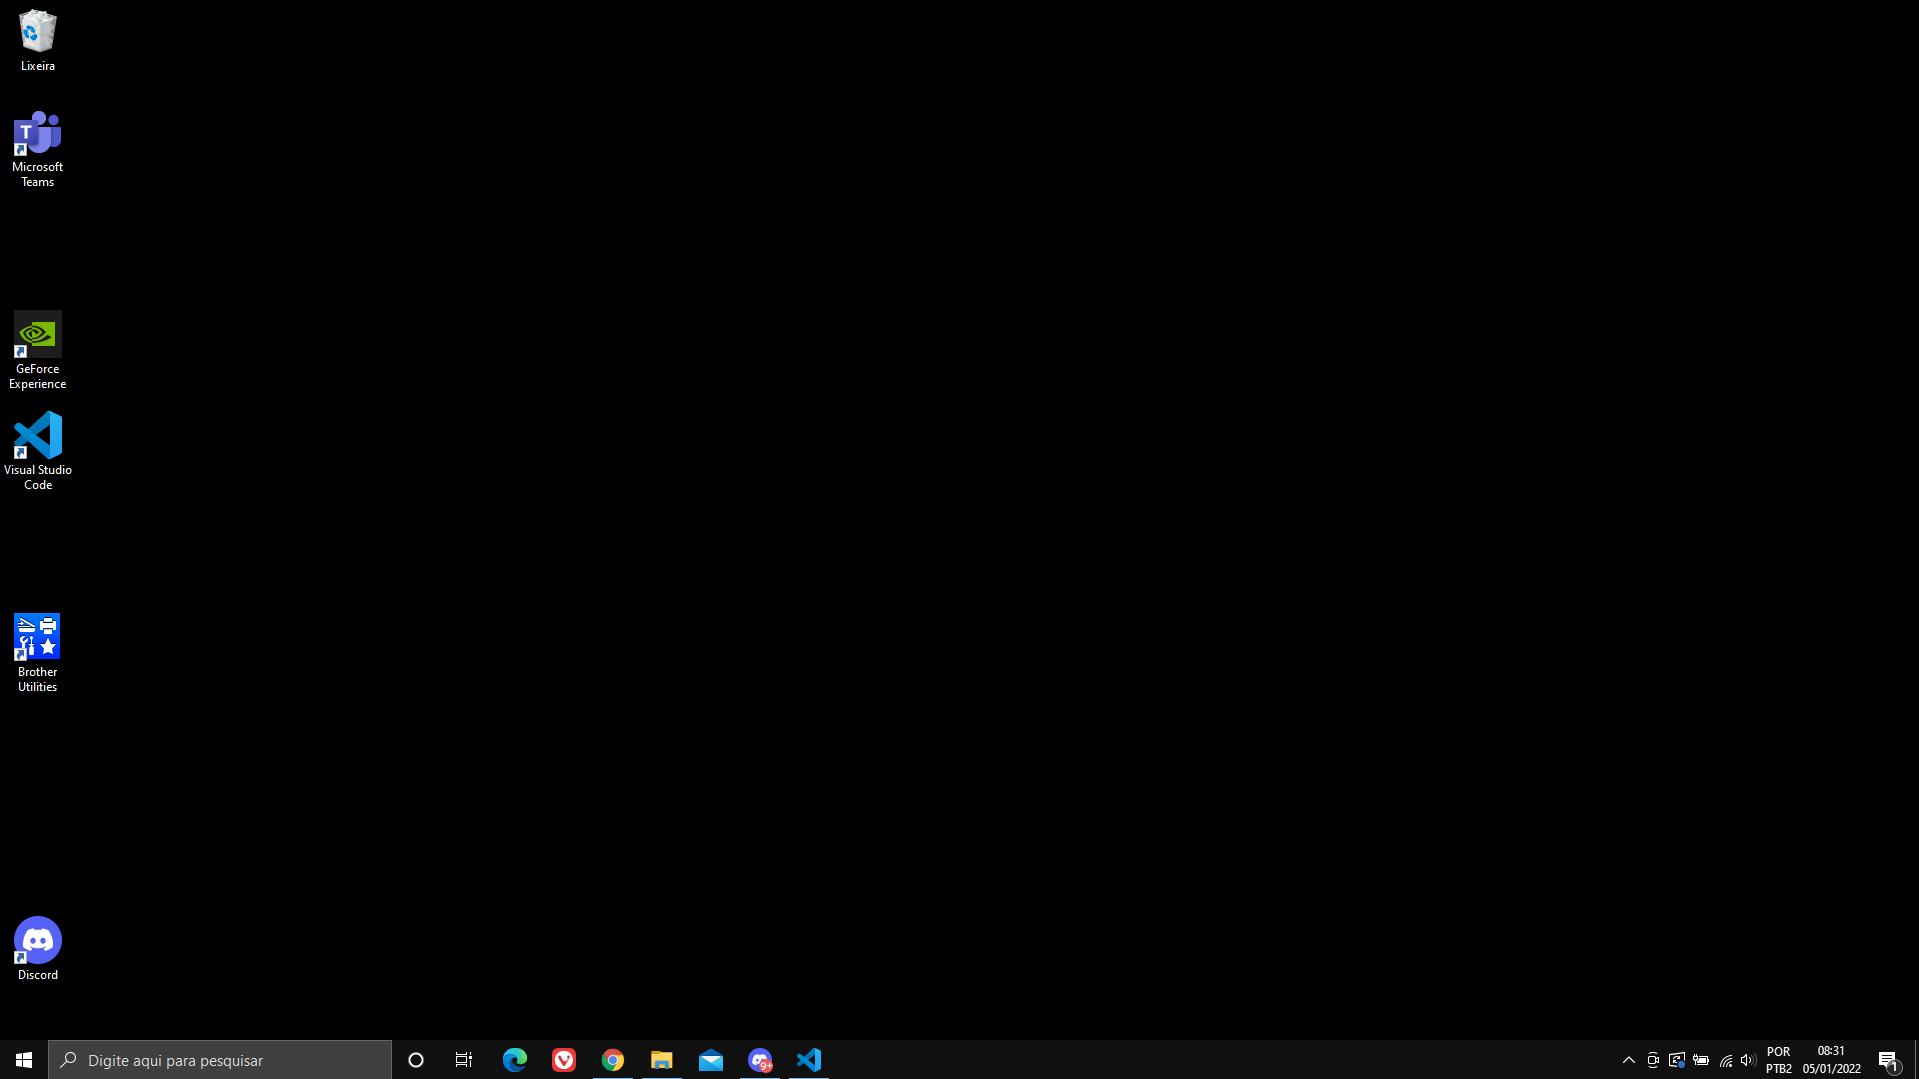 Lixeira
T
Microsoft
Teams
GeForce
Experience
Visual Studio
Code
Brother
Utilities
Discord
Digite aqui para pesquisar
9+
POR
PTB2
08:31
05/01/2022
1